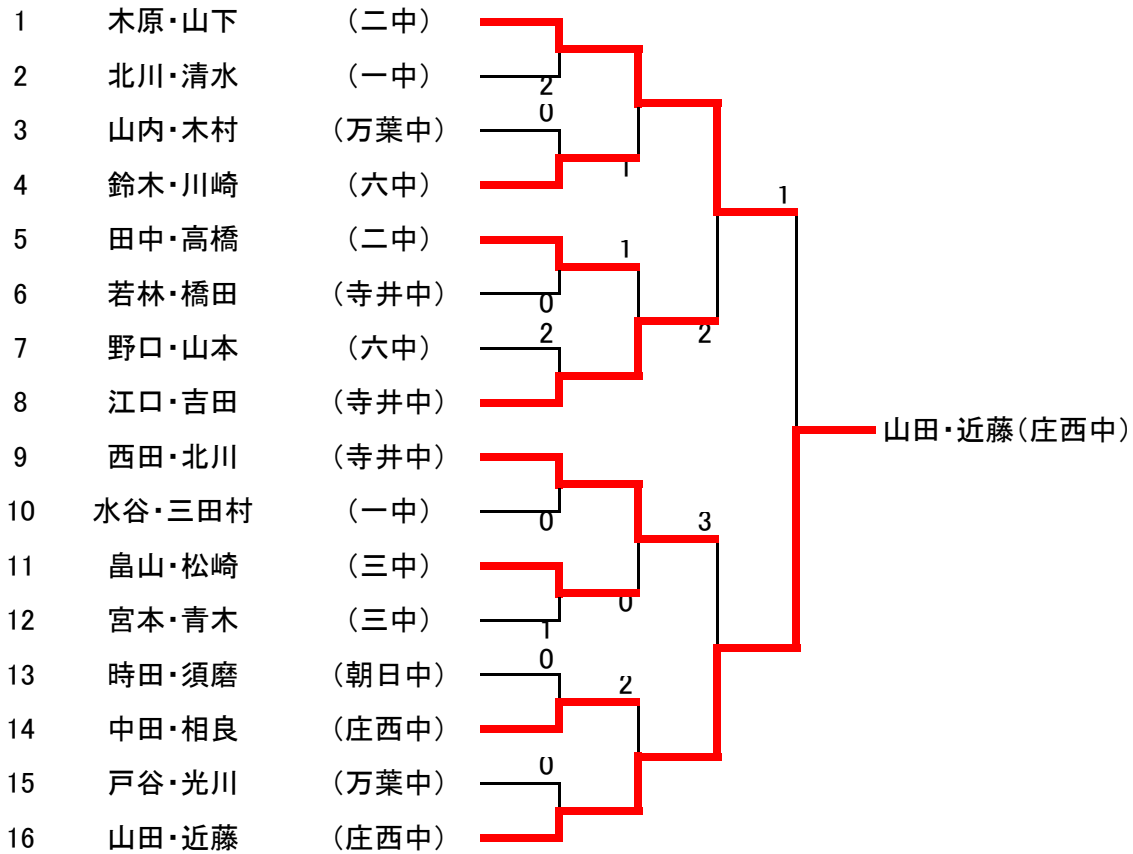 1 木原・山下 (二中)
2 北川・清水 (一中)
2
0
3 山内・木村 (万葉中)
4 鈴木・川崎 (六中)
1
1
5 田中・高橋 (二中)
1
6 若林・橋田 (寺井中)
0
7 野口・山本 (六中)
2
2
8 江口・吉田 (寺井中)
山田・近藤(庄西中)
9 西田・北川 (寺井中)
10 水谷・三田村 (一中)
0
3
11 畠山・松崎 (三中)
0
12 宮本・青木 (三中)
1
0
13 時田・須磨 (朝日中)
2
14 中田・相良 (庄西中)
0
15 戸谷・光川 (万葉中)
16 山田・近藤 (庄西中)